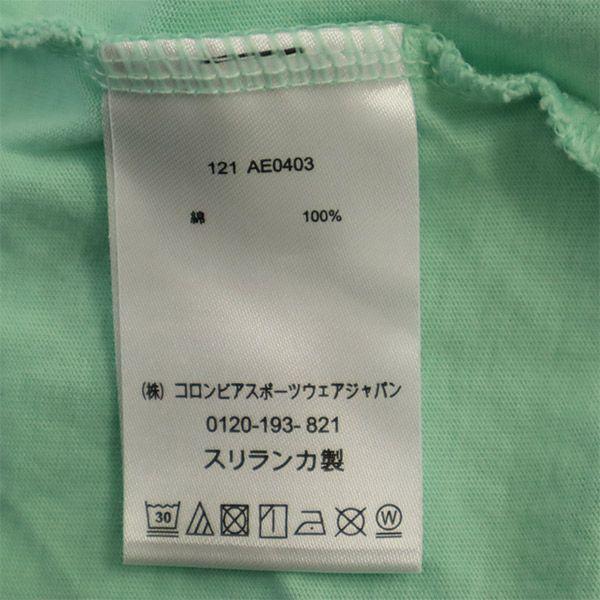 121 AE0403
綿 100%
(株) コロンビアスポーツウェアジャパン
0120-193- 821
スリランカ製
30 W